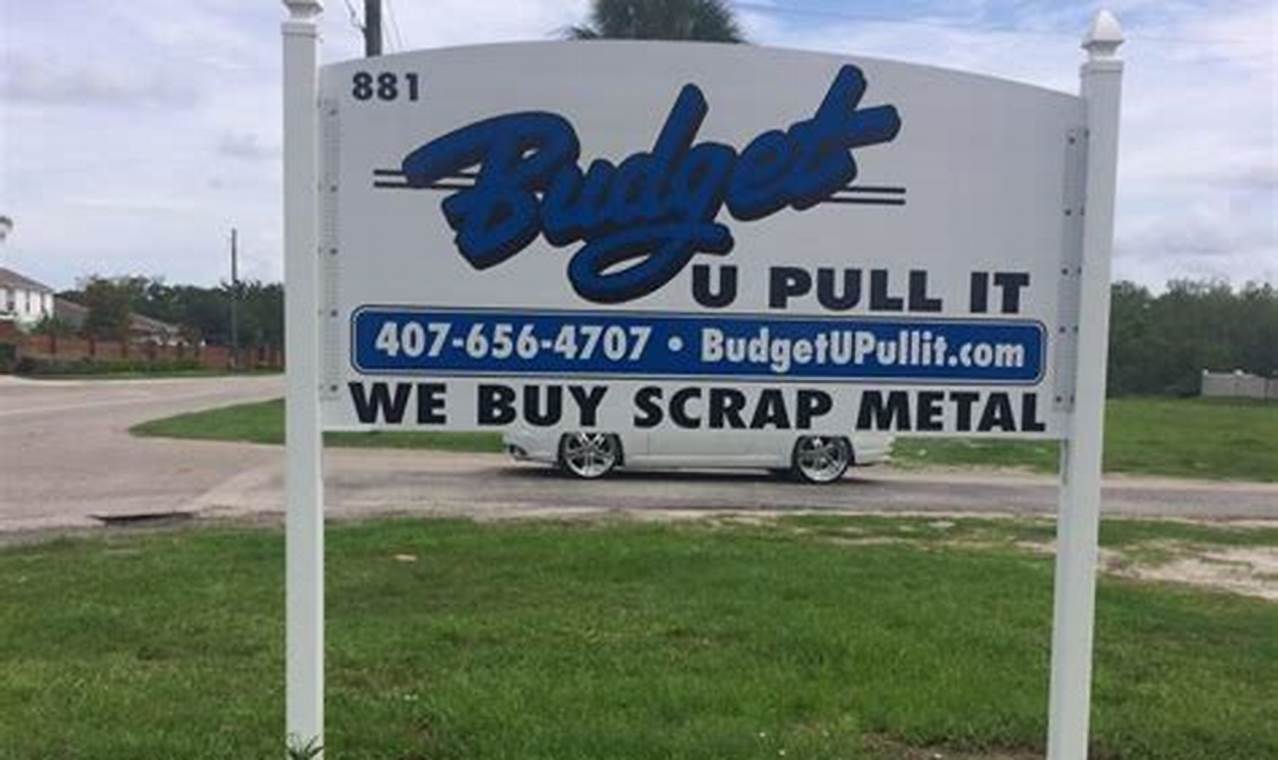 881
Budget
U PULL IT
407-656-4707 • BudgetUPullit.com
WE BUY SCRAP METAL